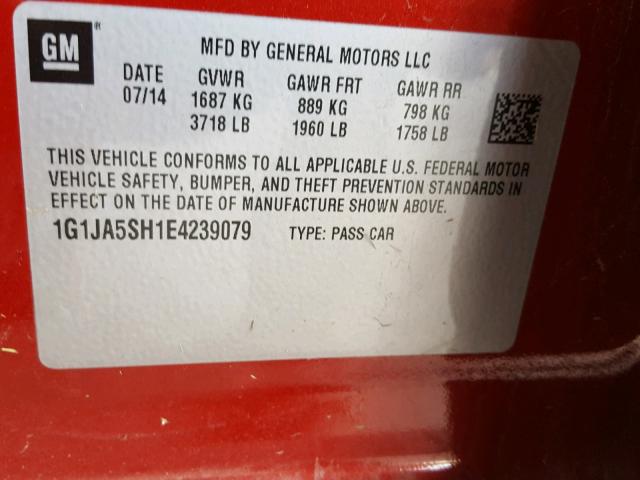 GM
®
MFD BY GENERAL MOTORS LLC
DATE GVWR GAWR FRT GAWR RR
07/14 1687 KG 889 KG 798 KG
3718 LB 1960 LB 1758 LB
THIS VEHICLE CONFORMS TO ALL APPLICABLE U.S. FEDERAL MOTOR
VEHICLE SAFETY, BUMPER, AND THEFT PREVENTION STANDARDS IN
EFFECT ON THE DATE OF MANUFACTURE SHOWN ABOVE.
1G1JA5SH1E4239079 TYPE: PASS CAR